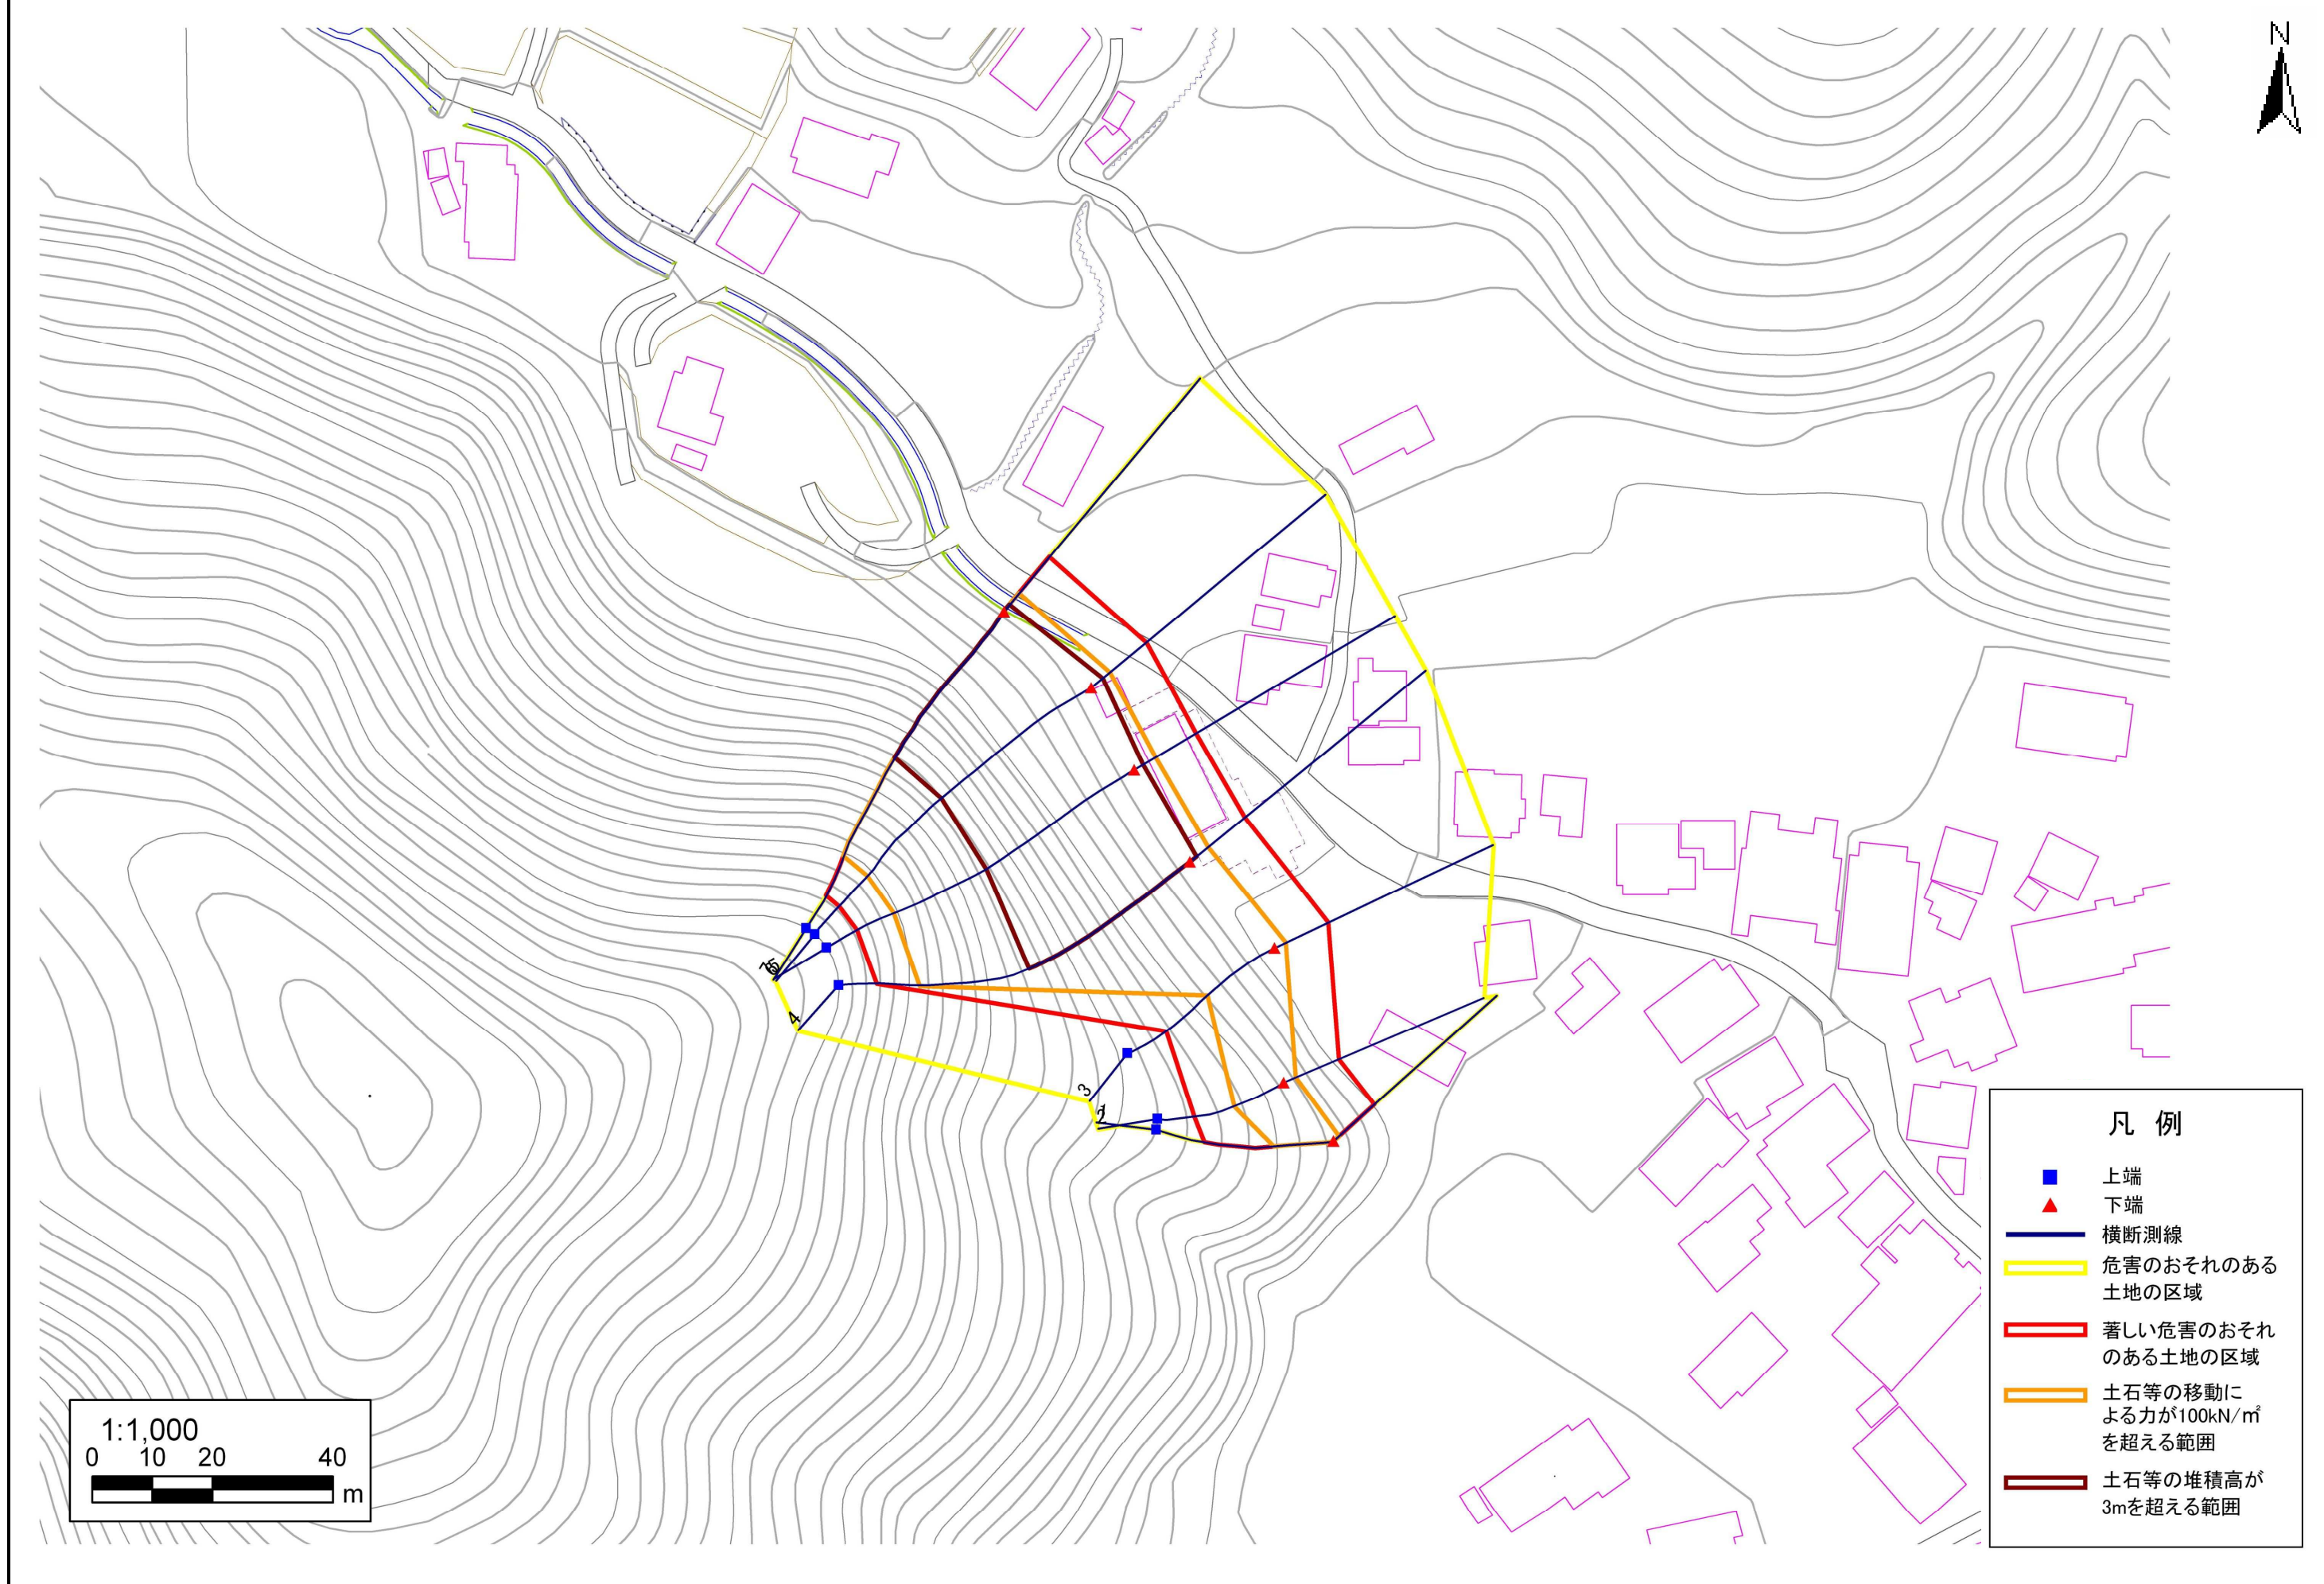 N
4
3
2
1
凡 例
上端
下端
横断測線
危害のおそれのある
土地の区域
著しい危害のおそれ
のある土地の区域
土石等の移動に
よる力が100kN/㎡
を超える範囲
土石等の堆積高が
3mを超える範囲
1:1,000
0 10 20 40
m